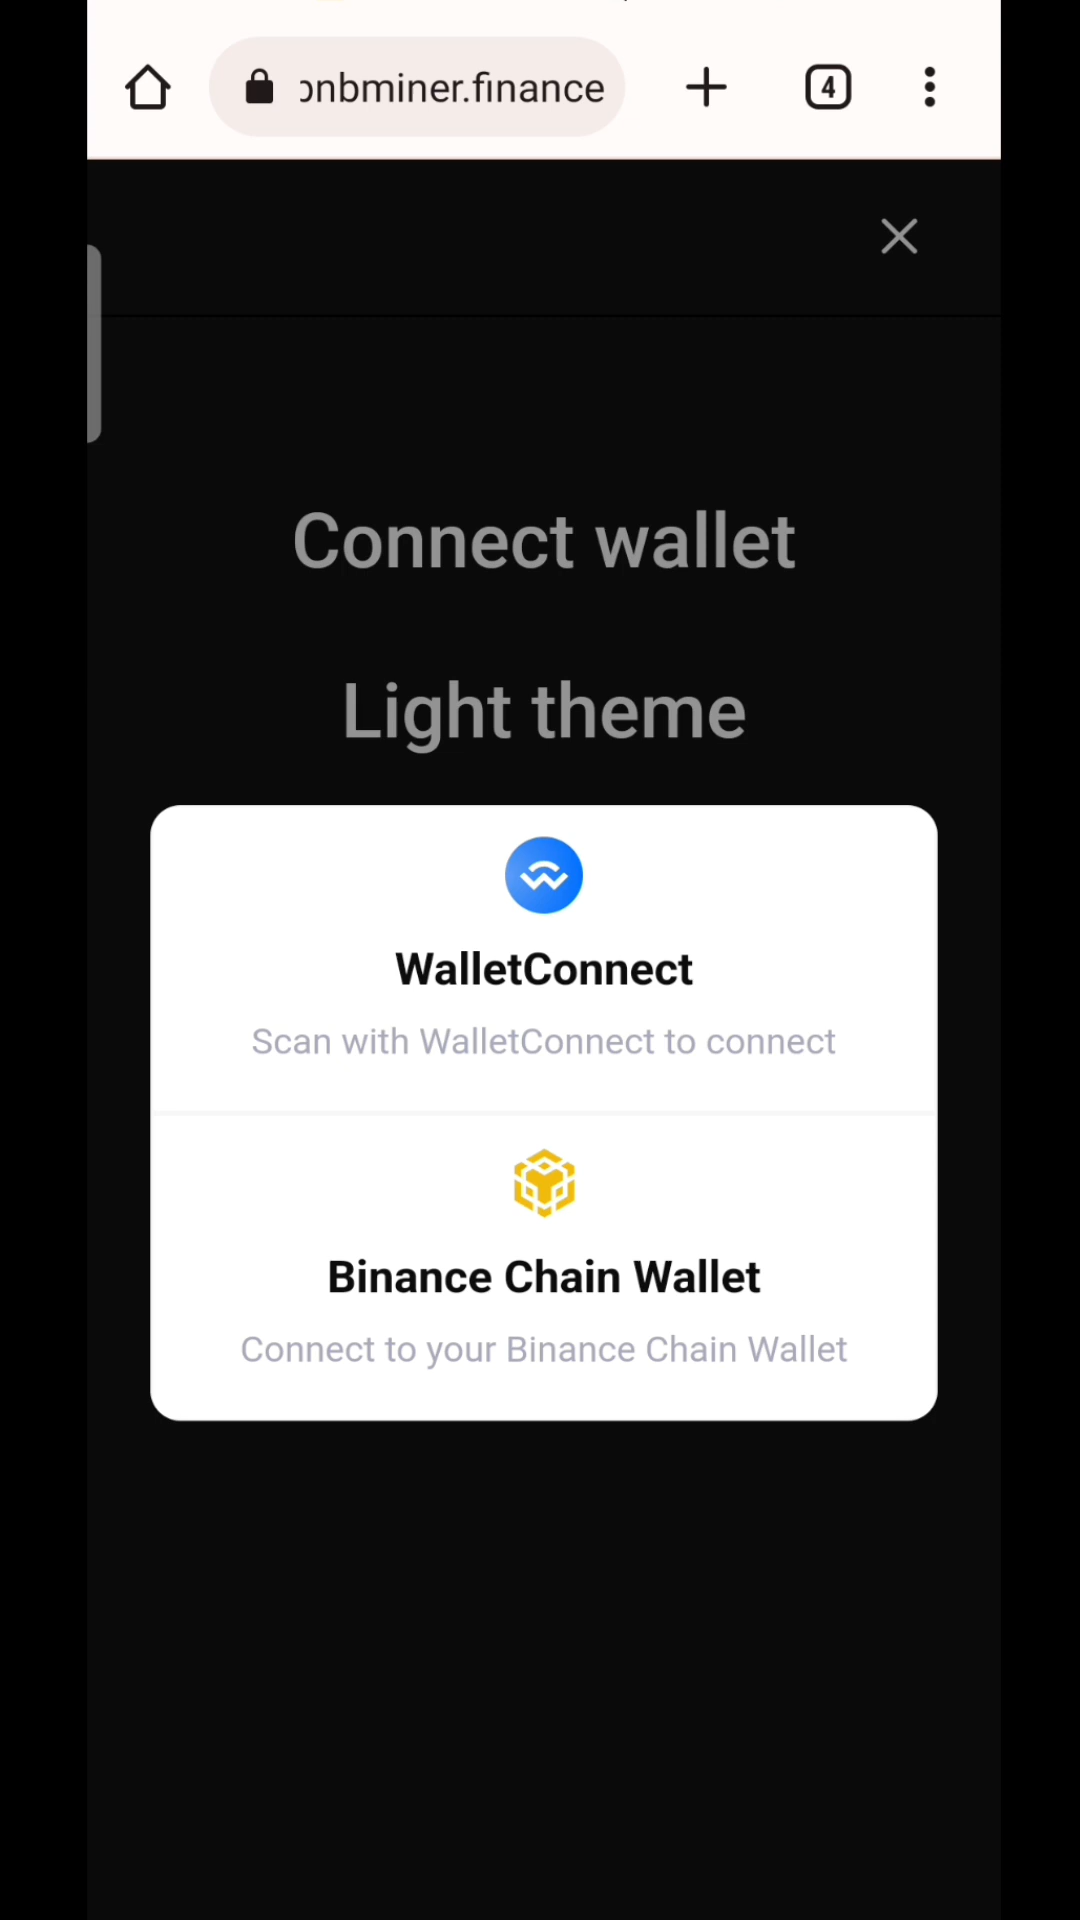 bnbminer.finance
4
Connect wallet
Light theme
WalletConnect
Scan with WalletConnect to connect
Binance Chain Wallet
Connect to your Binance Chain Wallet